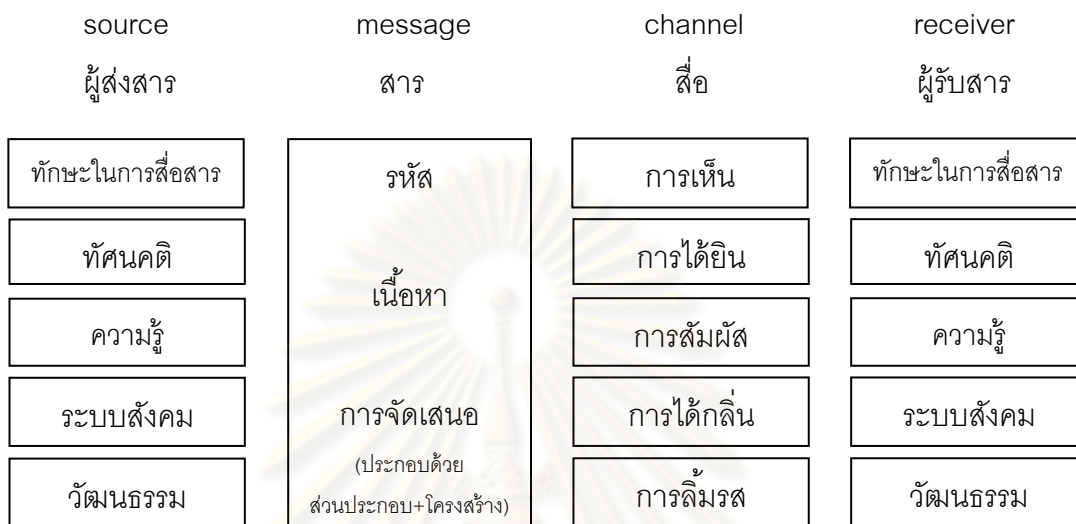 source message channel receiver
ผู้ส่งสาร สาร สื่อ ผู้รับสาร
ทักษะในการสื่อสาร รหัส การเห็น ทักษะในการสื่อสาร
ทัศนคติ การได้ยิน ทัศนคติ
เนื้อหา
ความรู้ การสัมผัส ความรู้
ระบบสังคม การจัดเสนอ การได้กลิ่น ระบบสังคม
(ประกอบด้วย
วัฒนธรรม ส่วนประกอบ+โครงสร้าง) การลิ้มรส วัฒนธรรม